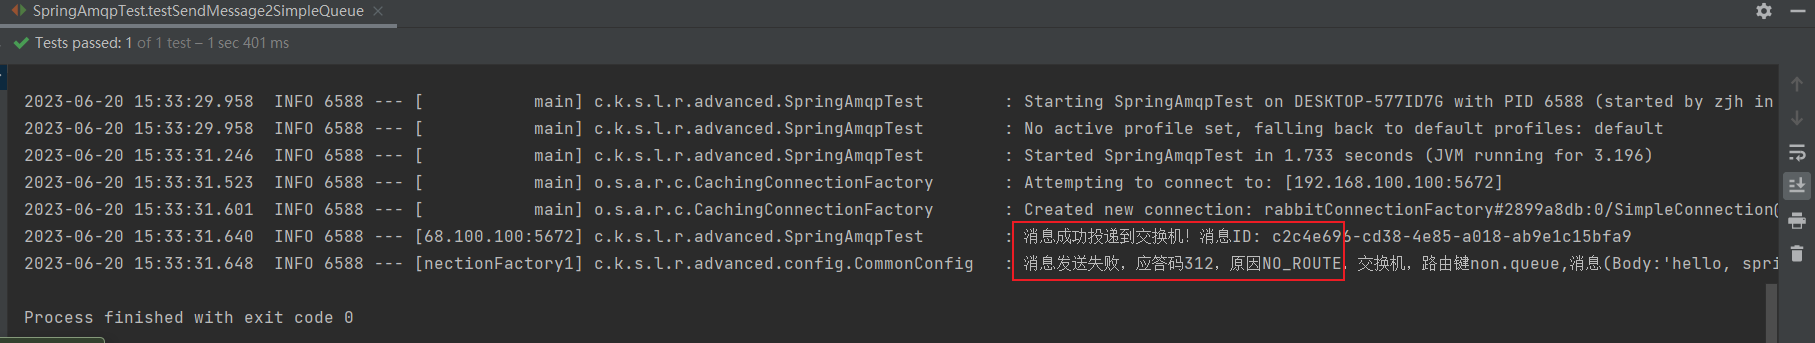 SpringAmqpTest.testSendMessage2SimpleQueue
Tests passed: 1 of 1 test – 1 sec 401 ms
2023-06-20 15:33:29.958  INFO 6588 --- [           main] c.k.s.l.r.advanced.SpringAmqpTest        : Starting SpringAmqpTest on DESKTOP-577ID7G with PID 6588 (started by zjh in
2023-06-20 15:33:29.958  INFO 6588 --- [           main] c.k.s.l.r.advanced.SpringAmqpTest        : No active profile set, falling back to default profiles: default
2023-06-20 15:33:31.246  INFO 6588 --- [           main] c.k.s.l.r.advanced.SpringAmqpTest        : Started SpringAmqpTest in 1.733 seconds (JVM running for 3.196)
2023-06-20 15:33:31.523  INFO 6588 --- [           main] o.s.a.r.c.CachingConnectionFactory       : Attempting to connect to: [192.168.100.100:5672]
2023-06-20 15:33:31.601  INFO 6588 --- [           main] o.s.a.r.c.CachingConnectionFactory       : Created new connection: rabbitConnectionFactory#2899a8db:0/SimpleConnection@
2023-06-20 15:33:31.640  INFO 6588 --- [68.100.100:5672] c.k.s.l.r.advanced.SpringAmqpTest        : 消息成功投递到交换机! 消息ID: c2c4e696-cd38-4e85-a018-ab9e1c15bfa9
2023-06-20 15:33:31.648  INFO 6588 --- [nectionFactory1] c.k.s.l.r.advanced.config.CommonConfig   : 消息发送失败，应答码312，原因NO_ROUTE，交换机，路由键non.queue,消息(Body:'hello, spri
Process finished with exit code 0